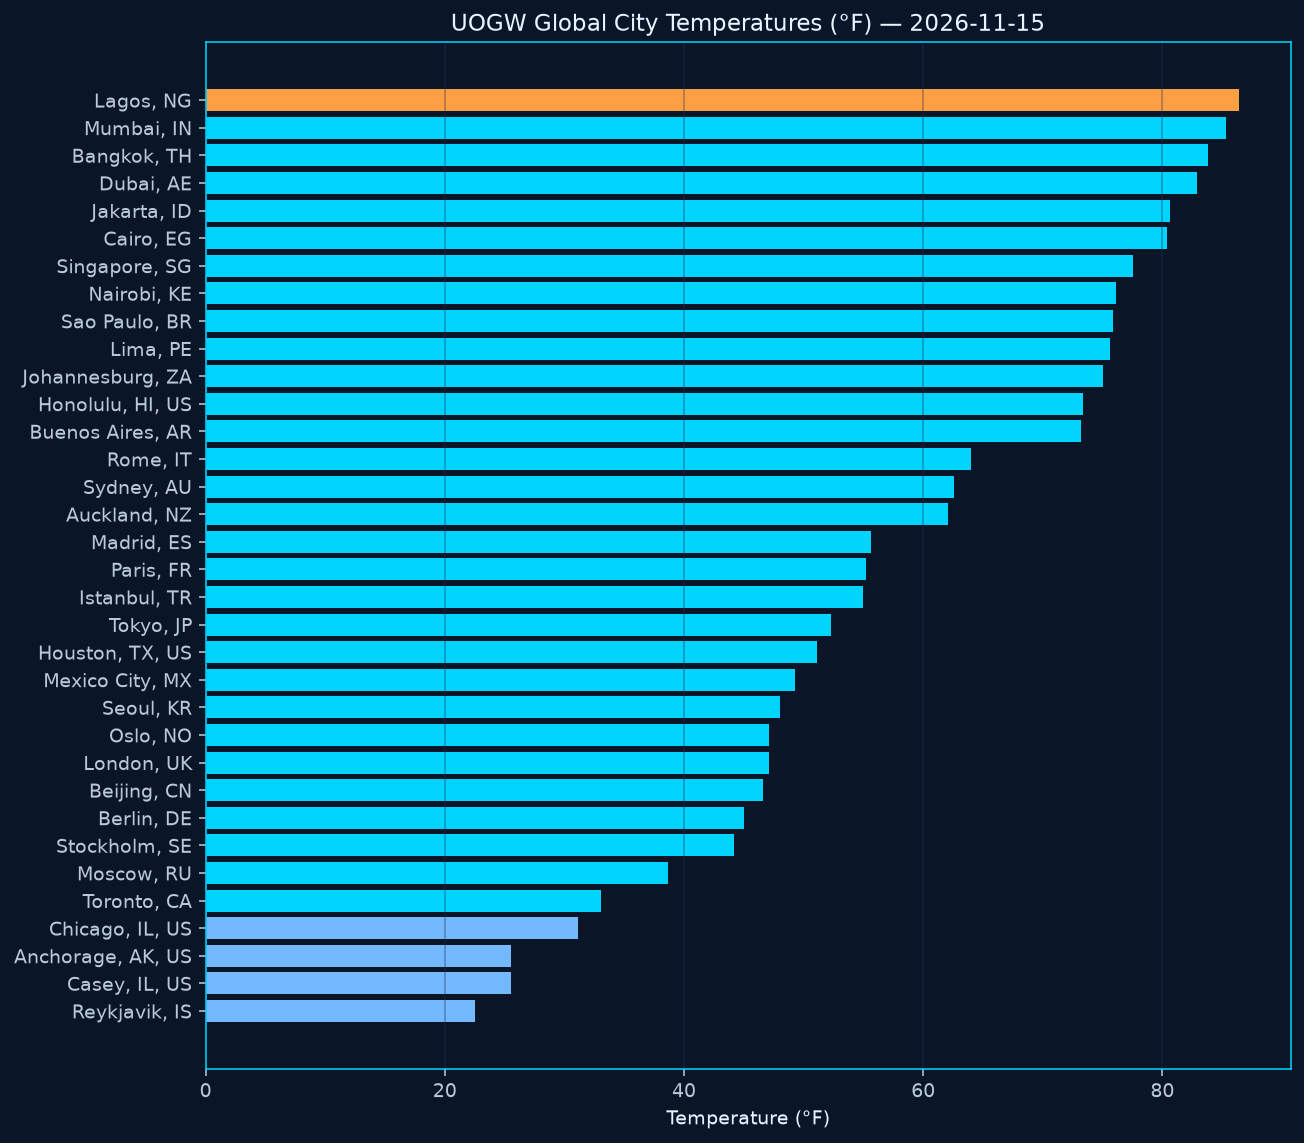 UOGW Global City Temperatures (°F) — 2026-11-15
Lagos, NG
Mumbai, IN
Bangkok, TH
Dubai, AE
Jakarta, ID
Cairo, EG
Singapore, SG
Nairobi, KE
Sao Paulo, BR
Lima, PE
Johannesburg, ZA
Honolulu, HI, US
Buenos Aires, AR
Rome, IT
Sydney, AU
Auckland, NZ
Madrid, ES
Paris, FR
Istanbul, TR
Tokyo, JP
Houston, TX, US
Mexico City, MX
Seoul, KR
Oslo, NO
London, UK
Beijing, CN
Berlin, DE
Stockholm, SE
Moscow, RU
Toronto, CA
Chicago, IL, US
Anchorage, AK, US
Casey, IL, US
Reykjavik, IS
0 20 40 60 80
Temperature (°F)